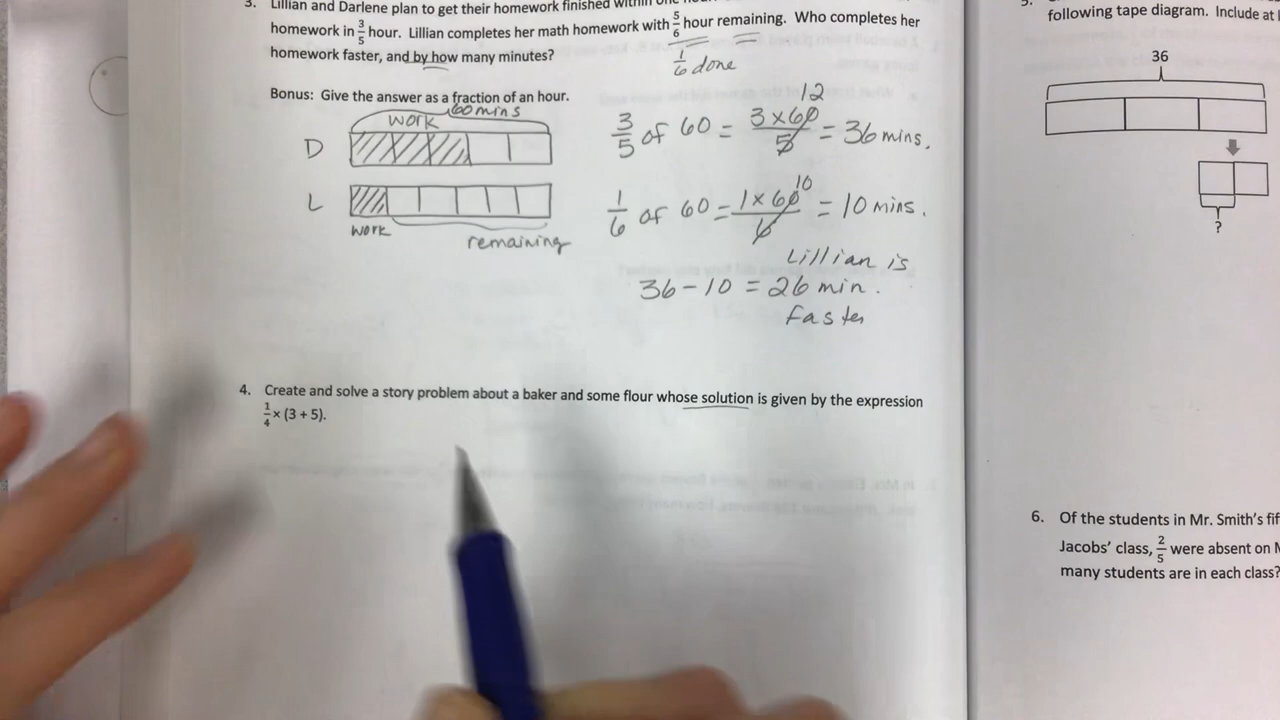 3. Lillian and Darlene plan to get their homework finished within one
homework in 3/5 hour. Lillian completes her math homework with 5/6 hour remaining. Who completes her
homework faster, and by how many minutes?
1/6 done
Bonus: Give the answer as a fraction of an hour.
60 mins
work
D
L
work
remaining
12
3/5 of 60 = 3 x 60/5 = 36 mins.
10
1/6 of 60 = 1 x 60/6 = 10 mins.
Lillian is
36 - 10 = 26 min.
faster
4. Create and solve a story problem about a baker and some flour whose solution is given by the expression
1/4 x (3 + 5).
5.
following tape diagram. Include at
36
?
6. Of the students in Mr. Smith's
Jacobs' class, 2/5 were absent on
many students are in each class?